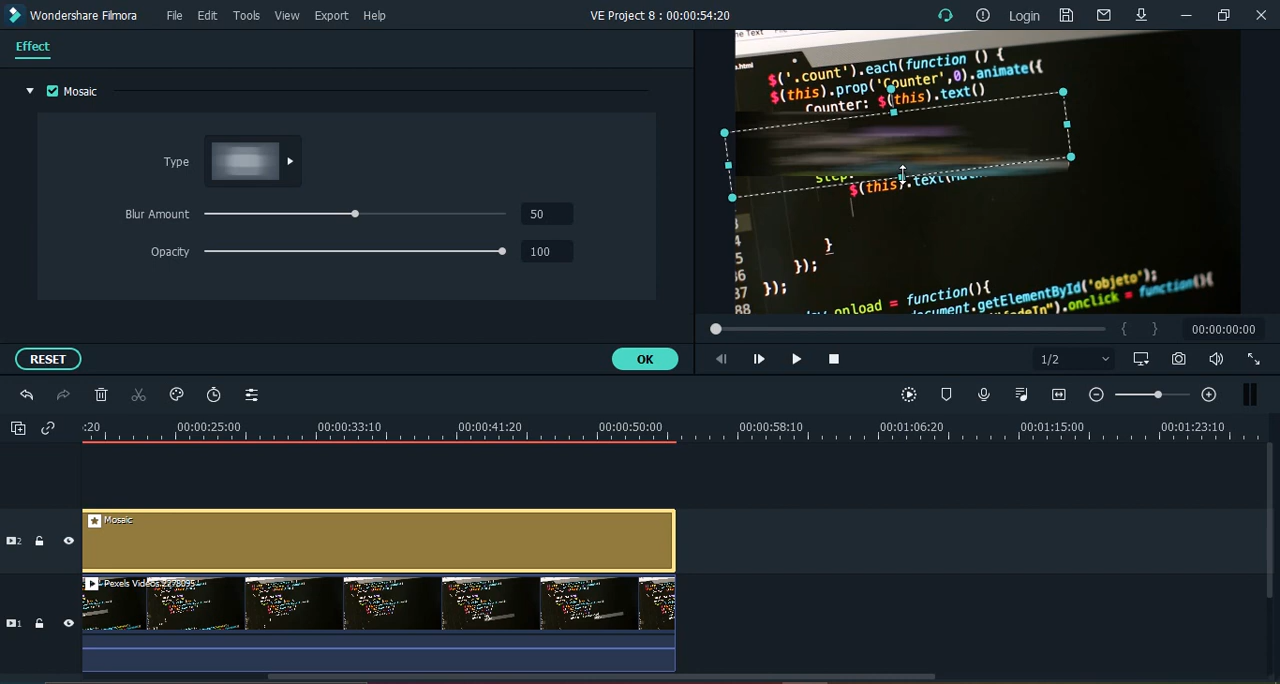 Wondershare Filmora File Edit Tools View Export Help VE Project 8 : 00:00:54:20 Login
Effect
Mosaic
Type
Blur Amount 50
Opacity 100
RESET OK
$('.count').each(function () {
$(this).prop('Counter',0).animate({
Counter: $(this).text()
step:
$(this).text(
}
});
});
onload = function(){
document.getElementById('objeto');
.onclick = function(){
{ } 00:00:00:00
1/2
:20 00:00:25:00 00:00:33:10 00:00:41:20 00:00:50:00 00:00:58:10 00:01:06:20 00:01:15:00 00:01:23:10
Mosaic
2
Pexels Videos 2278095
1